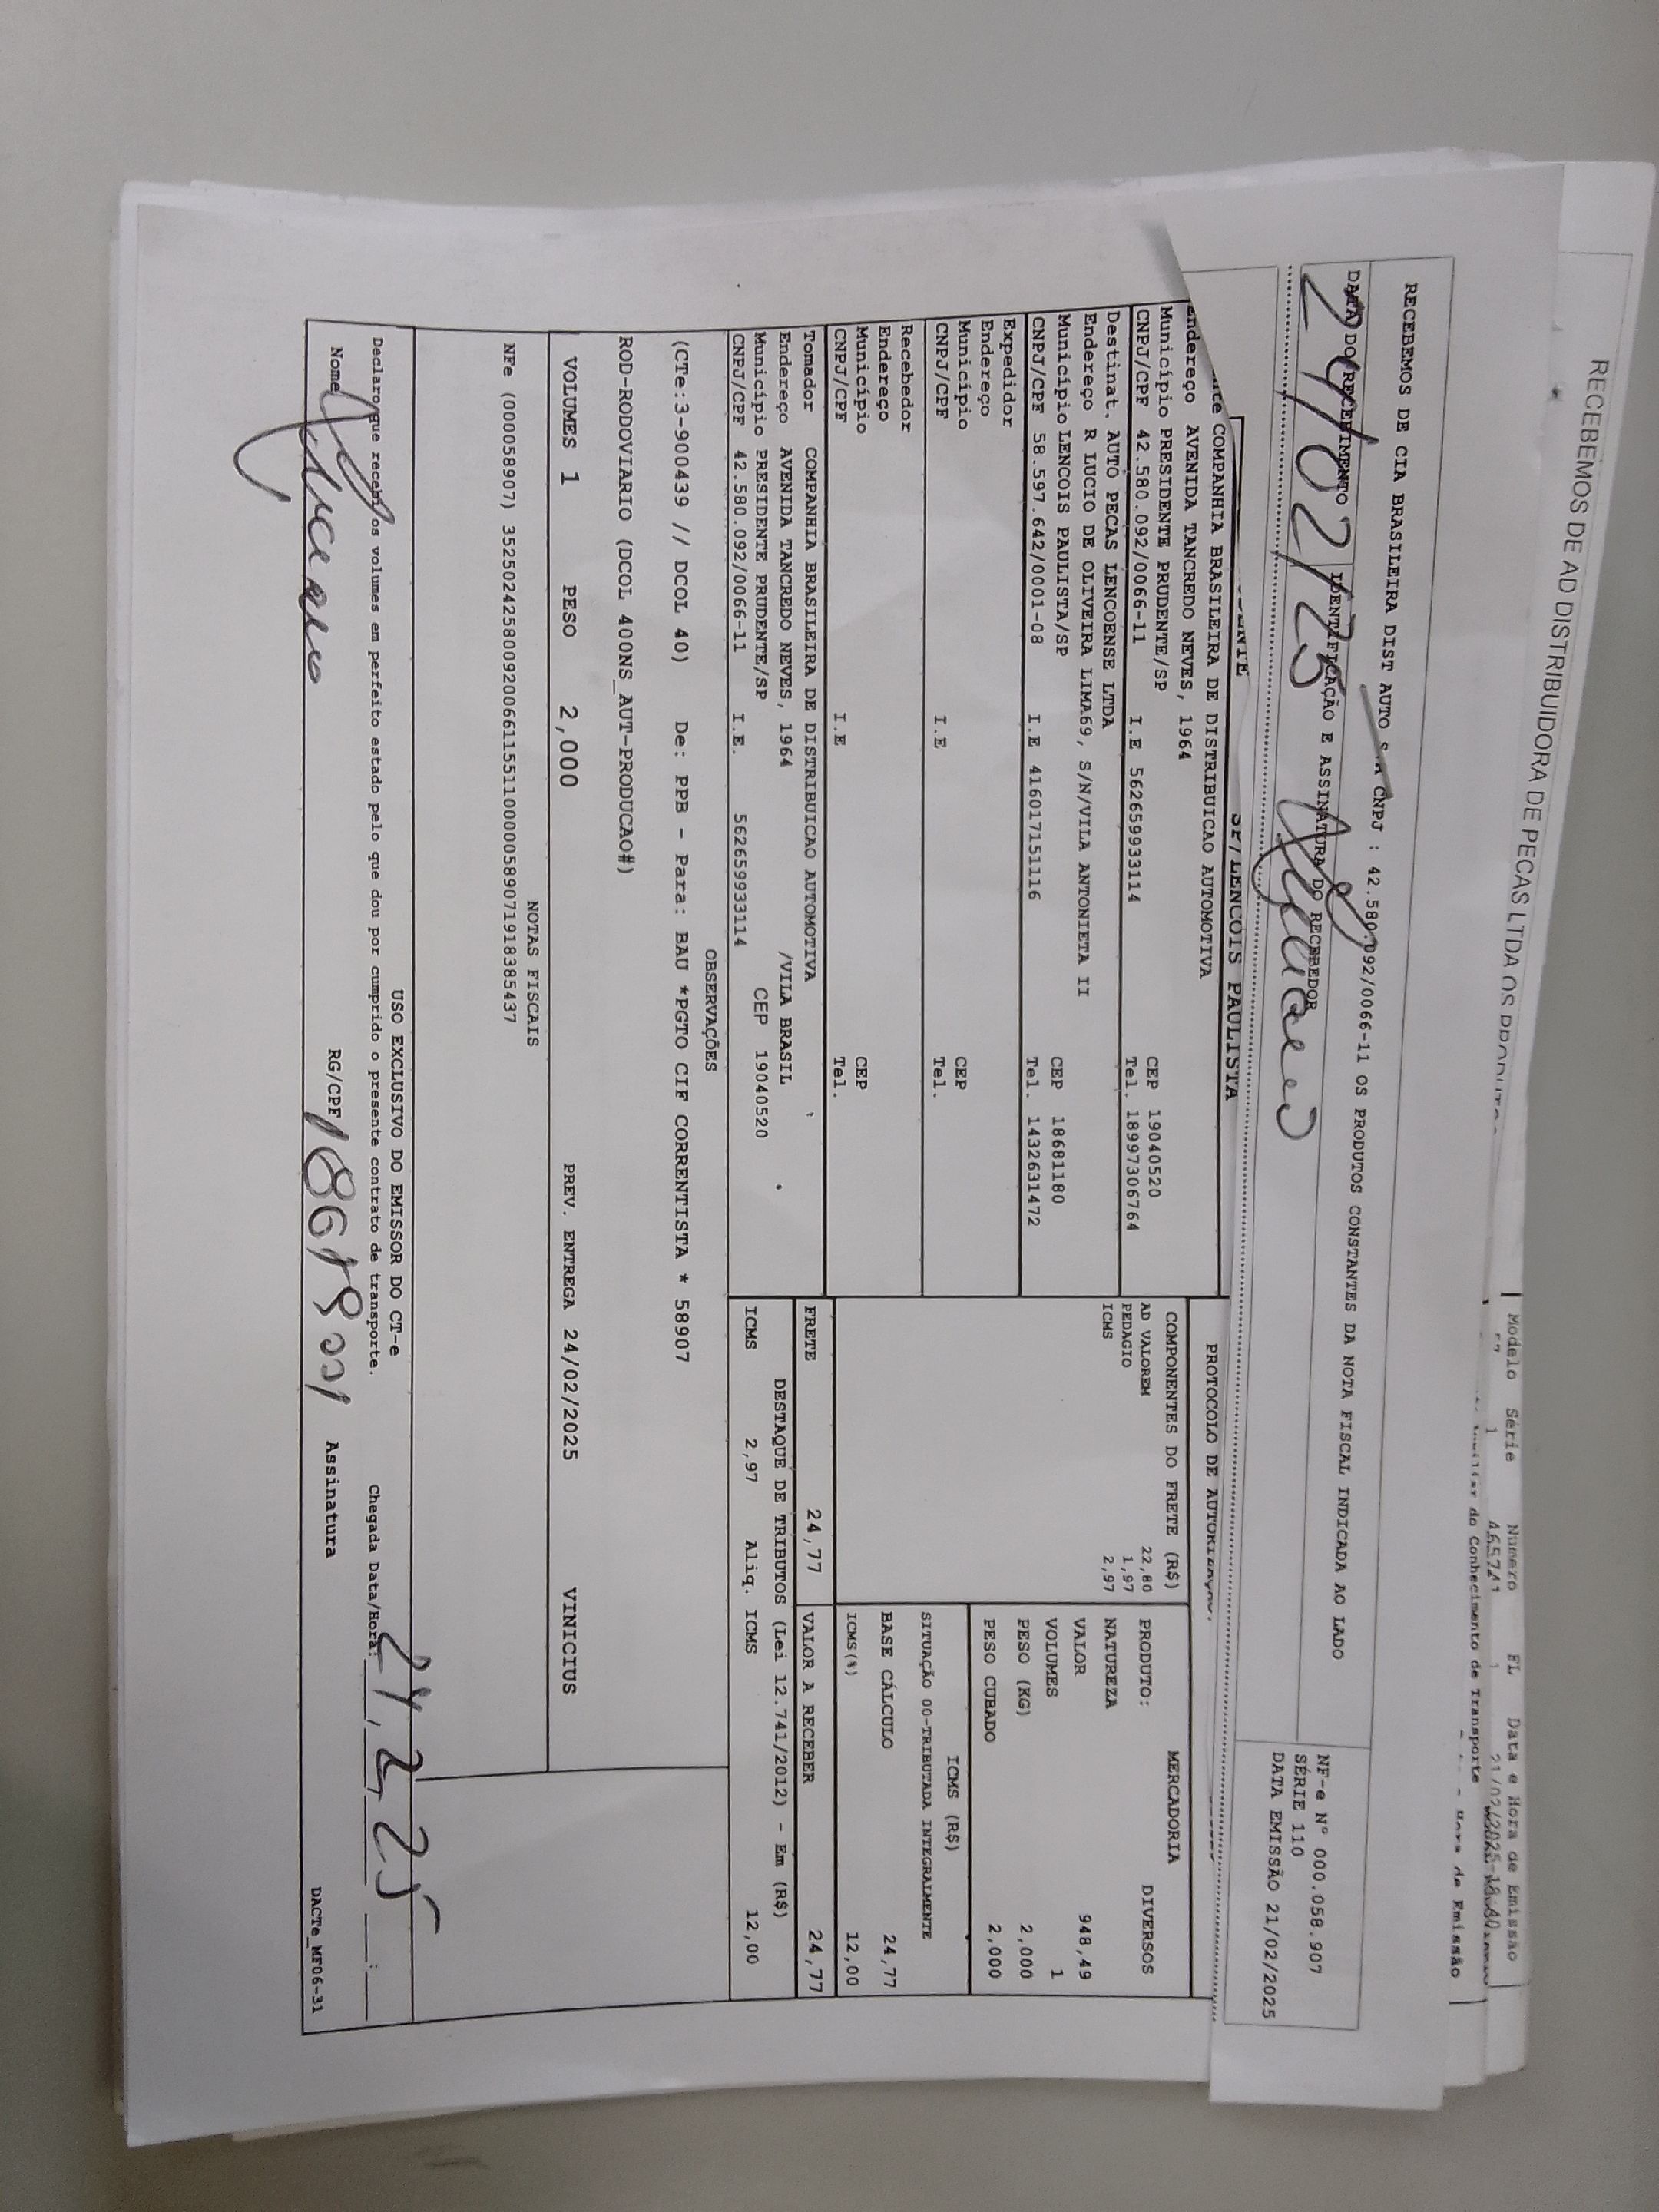 RECEBEMOS DE AD DISTRIBUIDORA DE PECAS LTDA OS
Modelo Série Número FL Data e Hora de Emissão
1 1
do Conhecimento de Transporte
RECEBEMOS DE CIA BRASILEIRA DIST AUTO CNPJ : 42.580.092/0066-11 OS PRODUTOS CONSTANTES DA NOTA FISCAL INDICADA AO LADO
DATA DO RECEBIMENTO IDENTIFICAÇÃO E ASSINATURA DO RECEBEDOR
24/02/25
NF-e Nº 000.058.907
SÉRIE 110
DATA EMISSÃO 21/02/2025
SP/LENCOIS PAULISTA
PROTOCOLO DE
COMPANHIA BRASILEIRA DE DISTRIBUICAO AUTOMOTIVA
Endereço AVENIDA TANCREDO NEVES, 1964
Município PRESIDENTE PRUDENTE/SP CEP 19040520
CNPJ/CPF 42.580.092/0066-11 I.E 562659933114 Tel. 18997306764
Destinat. AUTO PECAS LENCOENSE LTDA
Endereço R LUCIO DE OLIVEIRA LIMA69, S/N/VILA ANTONIETA II
Município LENCOIS PAULISTA/SP CEP 18681180
CNPJ/CPF 58.597.642/0001-08 I.E 416017151116 Tel. 1432631472
Expedidor
Endereço
Município CEP
CNPJ/CPF I.E Tel.
Recebedor
Endereço
Município CEP
CNPJ/CPF I.E Tel.
Tomador COMPANHIA BRASILEIRA DE DISTRIBUICAO AUTOMOTIVA
Endereço AVENIDA TANCREDO NEVES, 1964 /VILA BRASIL
Município PRESIDENTE PRUDENTE/SP CEP 19040520
CNPJ/CPF 42.580.092/0066-11 I.E. 562659933114
COMPONENTES DO FRETE (R$)
AD VALOREM 22,80
PEDAGIO 1,97
ICMS 2,97
FRETE 24,77
MERCADORIA
PRODUTO: DIVERSOS
NATUREZA
VALOR 948,49
VOLUMES 1
PESO (KG) 2,000
PESO CUBADO 2,000
ICMS (R$)
SITUAÇÃO 00-TRIBUTADA INTEGRALMENTE
BASE CÁLCULO 24,77
ICMS(%) 12,00
VALOR A RECEBER 24,77
DESTAQUE DE TRIBUTOS (Lei 12.741/2012) - Em (R$)
ICMS 2,97 Aliq. ICMS 12,00
OBSERVAÇÕES
(CTe:3-900439 // DCOL 40) De: PPB - Para: BAU *PGTO CIF CORRENTISTA * 58907
ROD-RODOVIARIO (DCOL 400NS_AUT-PRODUCAO#)
VOLUMES 1 PESO 2,000 PREV. ENTREGA 24/02/2025 VINICIUS
NOTAS FISCAIS
NFe (000058907) 35250242580092006611551100000589071918385437
USO EXCLUSIVO DO EMISSOR DO CT-e
Declaro que recebi os volumes em perfeito estado pelo que dou por cumprido o presente contrato de transporte. Chegada Data/Hora: 24,2,25
Nome RG/CPF Assinatura
DACTe_MF06-31